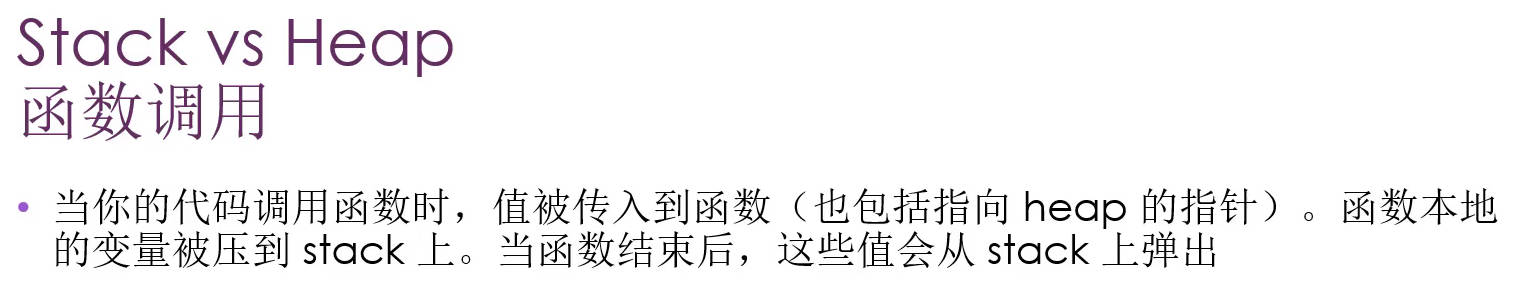 Stack vs Heap
函数调用
• 当你的代码调用函数时，值被传入到函数（也包括指向 heap 的指针）。函数本地
的变量被压到 stack 上。当函数结束后，这些值会从 stack 上弹出